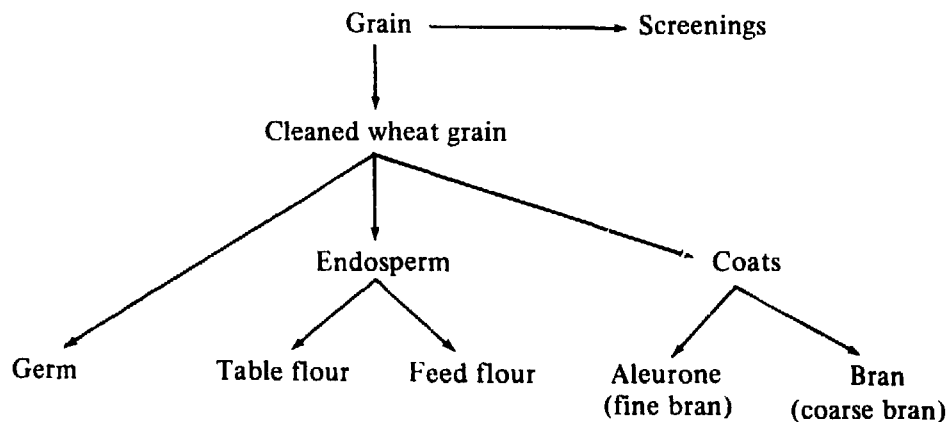 Grain
Screenings
Cleaned wheat grain
Endosperm
Coats
Germ
Table flour
Feed flour
Aleurone
(fine bran)
Bran
(coarse bran)